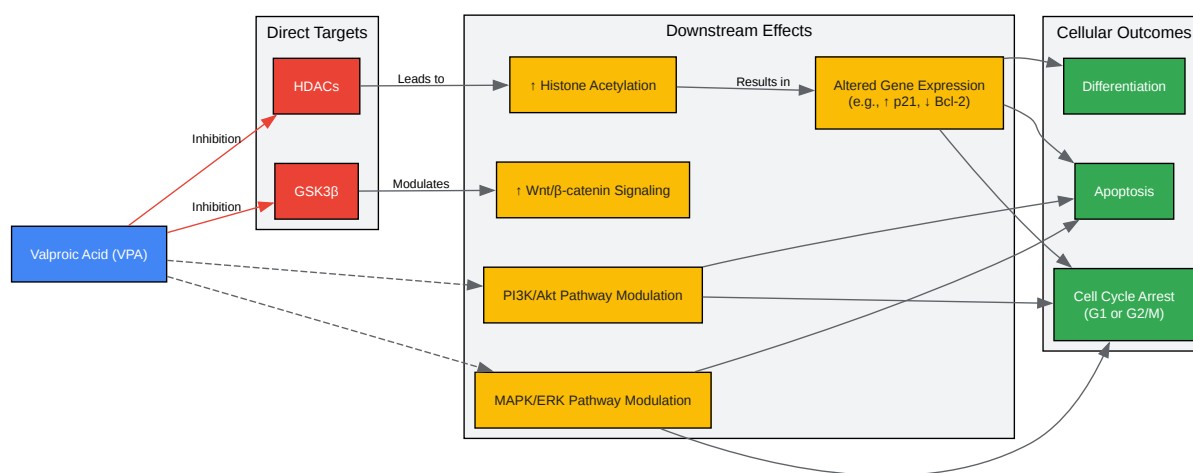 Direct Targets
Downstream Effects
Cellular Outcomes
HDACs
Leads to
↑ Histone Acetylation
Results in
Altered Gene Expression
(e.g., ↑ p21, ↓ Bcl-2)
Differentiation
Inhibition
GSK3β
Modulates
↑ Wnt/β-catenin Signaling
Apoptosis
Inhibition
Valproic Acid (VPA)
PI3K/Akt Pathway Modulation
Cell Cycle Arrest
(G1 or G2/M)
MAPK/ERK Pathway Modulation